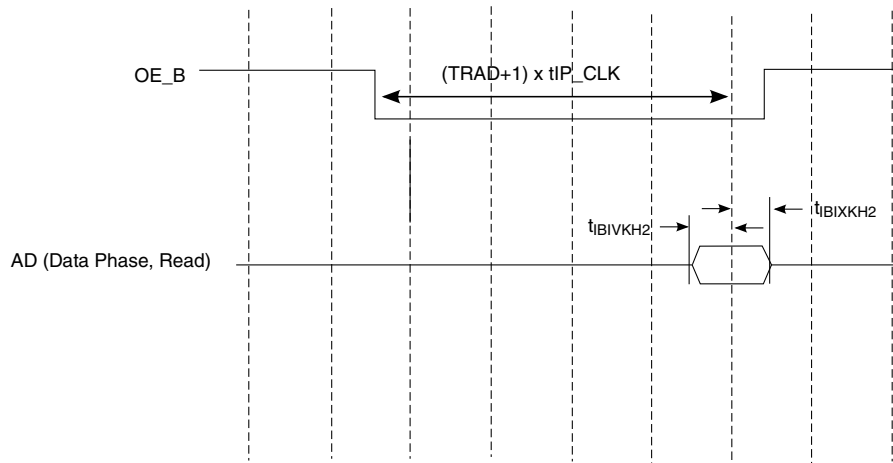 OE_B
(TRAD+1) x tIP_CLK
tIBIVKH2
tIBIXKH2
AD (Data Phase, Read)